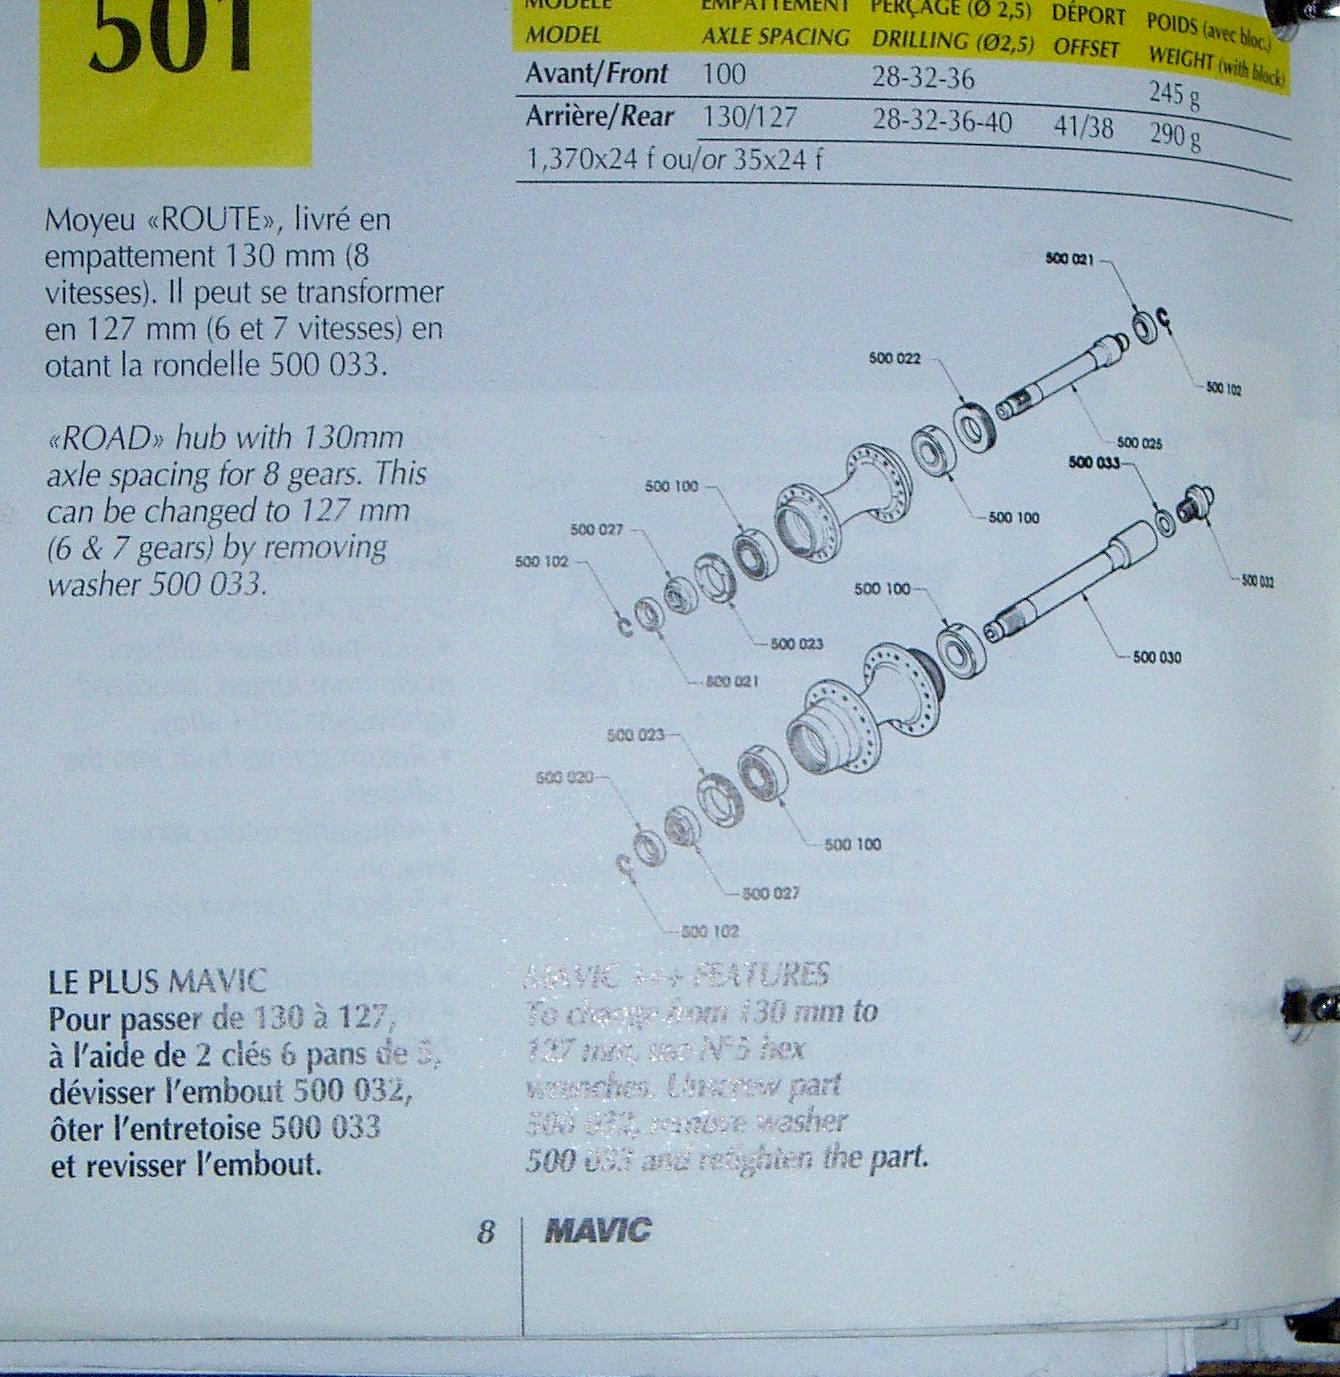 501
MODÈLE EMPATTEMENT PERÇAGE (Ø 2,5) DÉPORT POIDS (avec bloc.)
MODEL AXLE SPACING DRILLING (Ø2,5) OFFSET WEIGHT (with block)
Avant/Front 100 28-32-36 245 g
Arrière/Rear 130/127 28-32-36-40 41/38 290 g
1,370x24 f ou/or 35x24 f
Moyeu «ROUTE», livré en
empattement 130 mm (8
vitesses). Il peut se transformer
en 127 mm (6 et 7 vitesses) en
otant la rondelle 500 033.
«ROAD» hub with 130mm
axle spacing for 8 gears. This
can be changed to 127 mm
(6 & 7 gears) by removing
washer 500 033.
500 021
500 022
500 102
500 025
500 033
500 100
500 100
500 027
500 102
500 032
500 100
500 023
500 030
500 021
500 023
500 020
500 100
500 027
500 102
LE PLUS MAVIC
Pour passer de 130 à 127,
à l'aide de 2 clés 6 pans de 5,
dévisser l'embout 500 032,
ôter l'entretoise 500 033
et revisser l'embout.
MAVIC +++ FEATURES
To change from 130 mm to
127 mm, use N°5 hex
wrenches. Unscrew part
500 032, remove washer
500 033 and retighten the part.
8 MAVIC